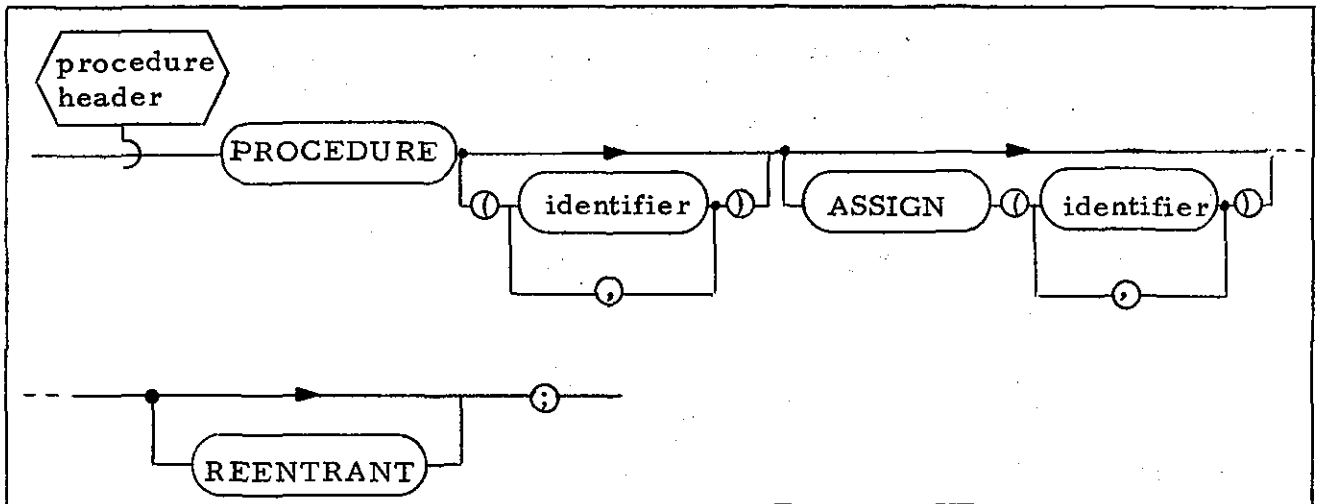 procedure
header
PROCEDURE ( identifier ) ASSIGN ( identifier )
, ,
REENTRANT ;